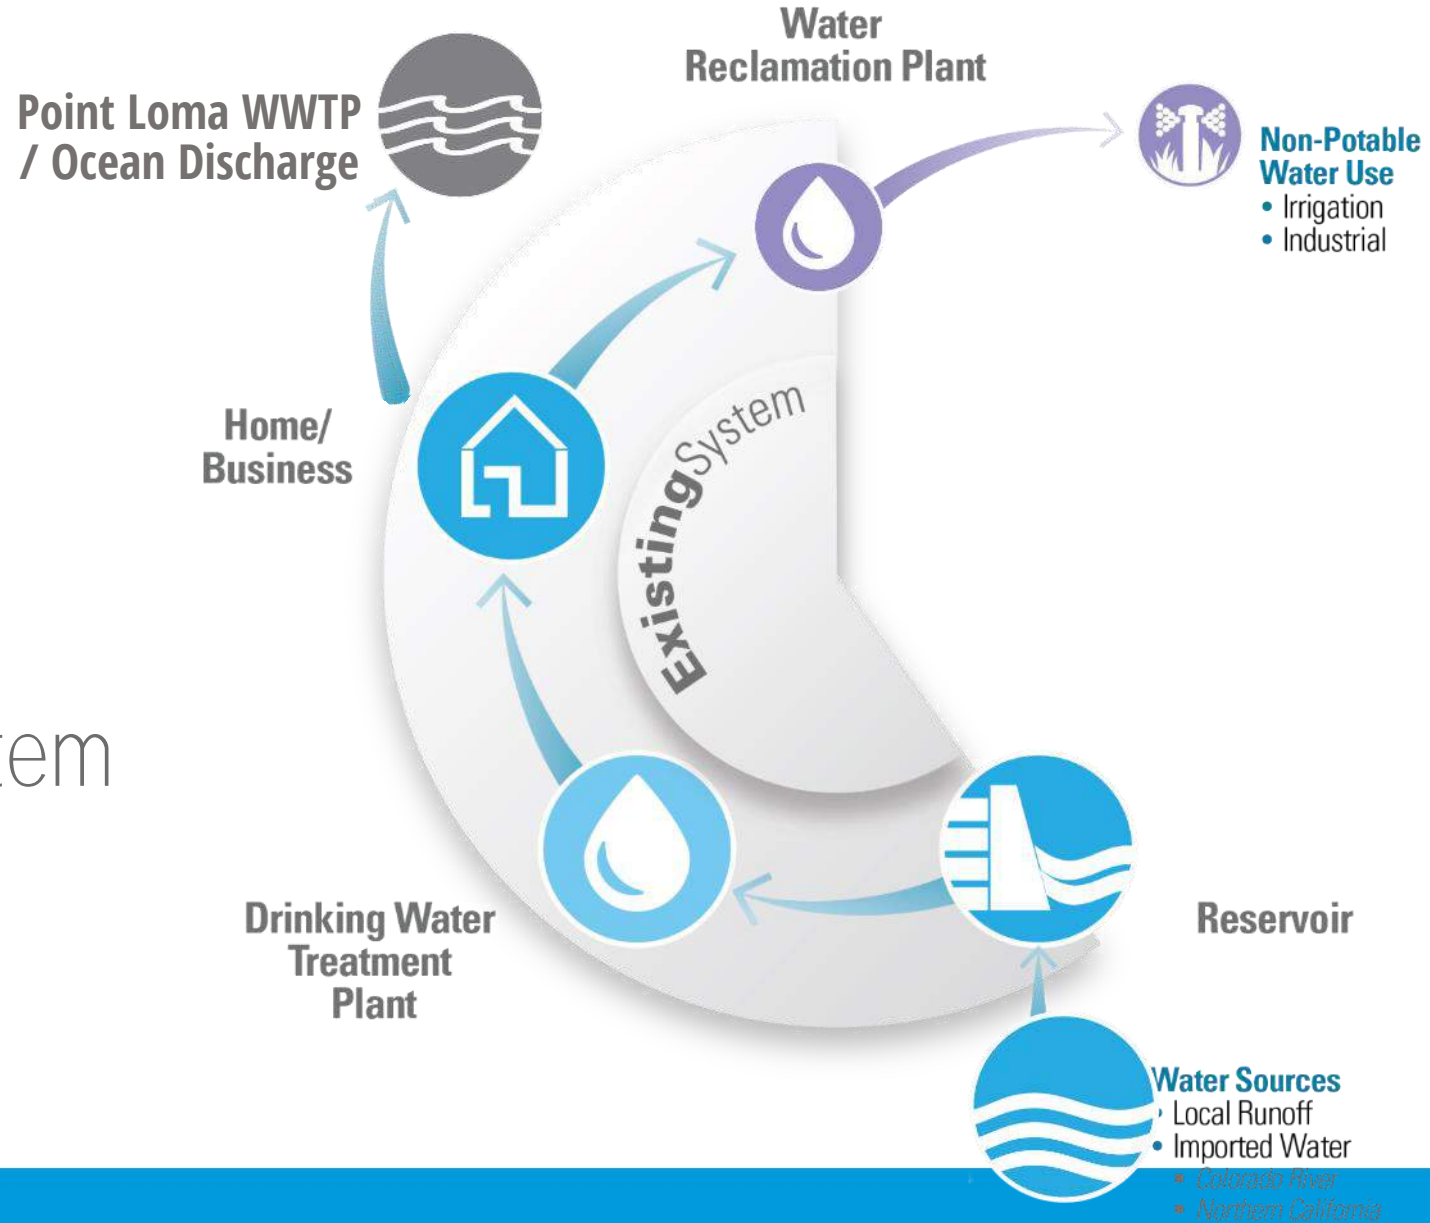 Water
Reclamation Plant
Point Loma WWTP
/ Ocean Discharge
Non-Potable
Water Use
• Irrigation
• Industrial
Home/
Business
ExistingSystem
tem
Drinking Water
Treatment
Plant
Reservoir
Water Sources
• Local Runoff
• Imported Water
• Colorado River
• Northern California